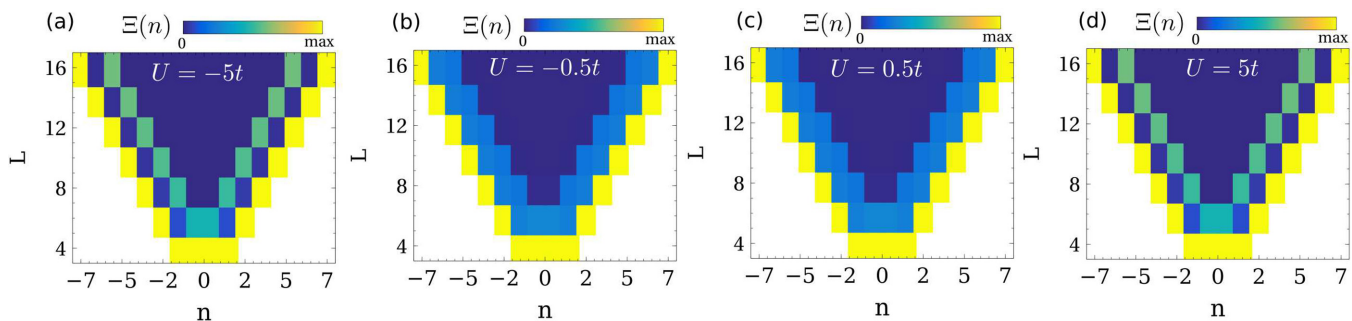 (a) Ξ(n) 0 max
U = −5t
L
16
12
8
4
−7 −5 −2 0 2 5 7
n
(b) Ξ(n) 0 max
U = −0.5t
L
16
12
8
4
−7 −5 −2 0 2 5 7
n
(c) Ξ(n) 0 max
U = 0.5t
L
16
12
8
4
−7 −5 −2 0 2 5 7
n
(d) Ξ(n) 0 max
U = 5t
L
16
12
8
4
−7 −5 −2 0 2 5 7
n